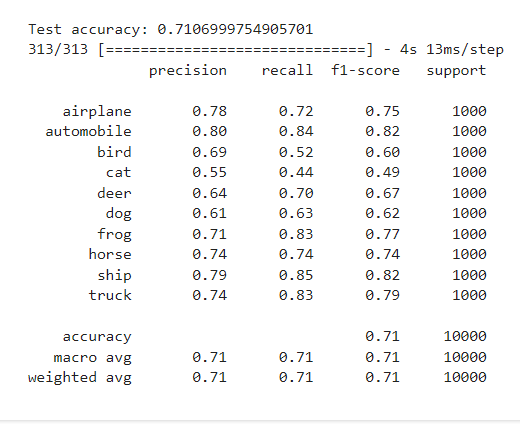 Test accuracy: 0.7106999754905701
313/313 [==============================] - 4s 13ms/step
precision recall f1-score support
airplane 0.78 0.72 0.75 1000
automobile 0.80 0.84 0.82 1000
bird 0.69 0.52 0.60 1000
cat 0.55 0.44 0.49 1000
deer 0.64 0.70 0.67 1000
dog 0.61 0.63 0.62 1000
frog 0.71 0.83 0.77 1000
horse 0.74 0.74 0.74 1000
ship 0.79 0.85 0.82 1000
truck 0.74 0.83 0.79 1000
accuracy 0.71 10000
macro avg 0.71 0.71 0.71 10000
weighted avg 0.71 0.71 0.71 10000